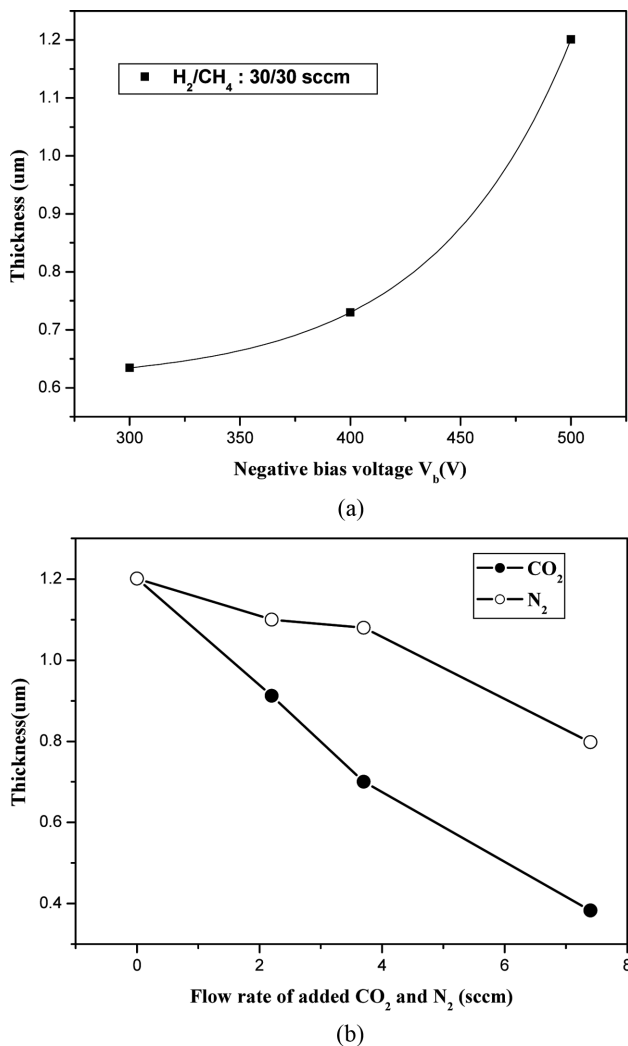 1.2
1.1
1.0
0.9
0.8
0.7
0.6
Thickness (um)
H₂/CH₄ : 30/30 sccm
300 350 400 450 500
Negative bias voltage V_b(V)
(a)
1.2
1.0
0.8
0.6
0.4
Thickness(um)
CO₂
N₂
0 2 4 6 8
Flow rate of added CO₂ and N₂ (sccm)
(b)